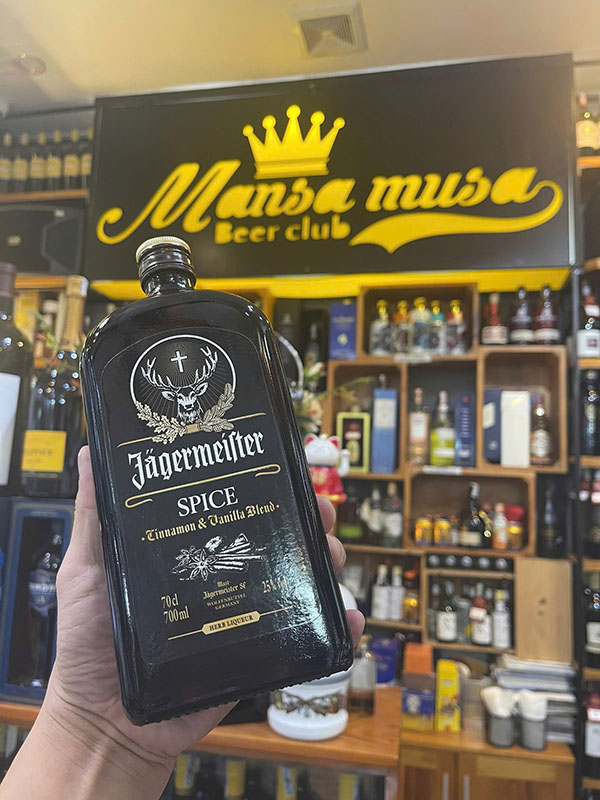 Mansa musa
Beer club
Jägermeister
SPICE
Cinnamon & Vanilla Blend
70cl
700ml
Mast-
Jägermeister SE
WOLFENBÜTTEL
GERMANY
25%
HERB LIQUEUR